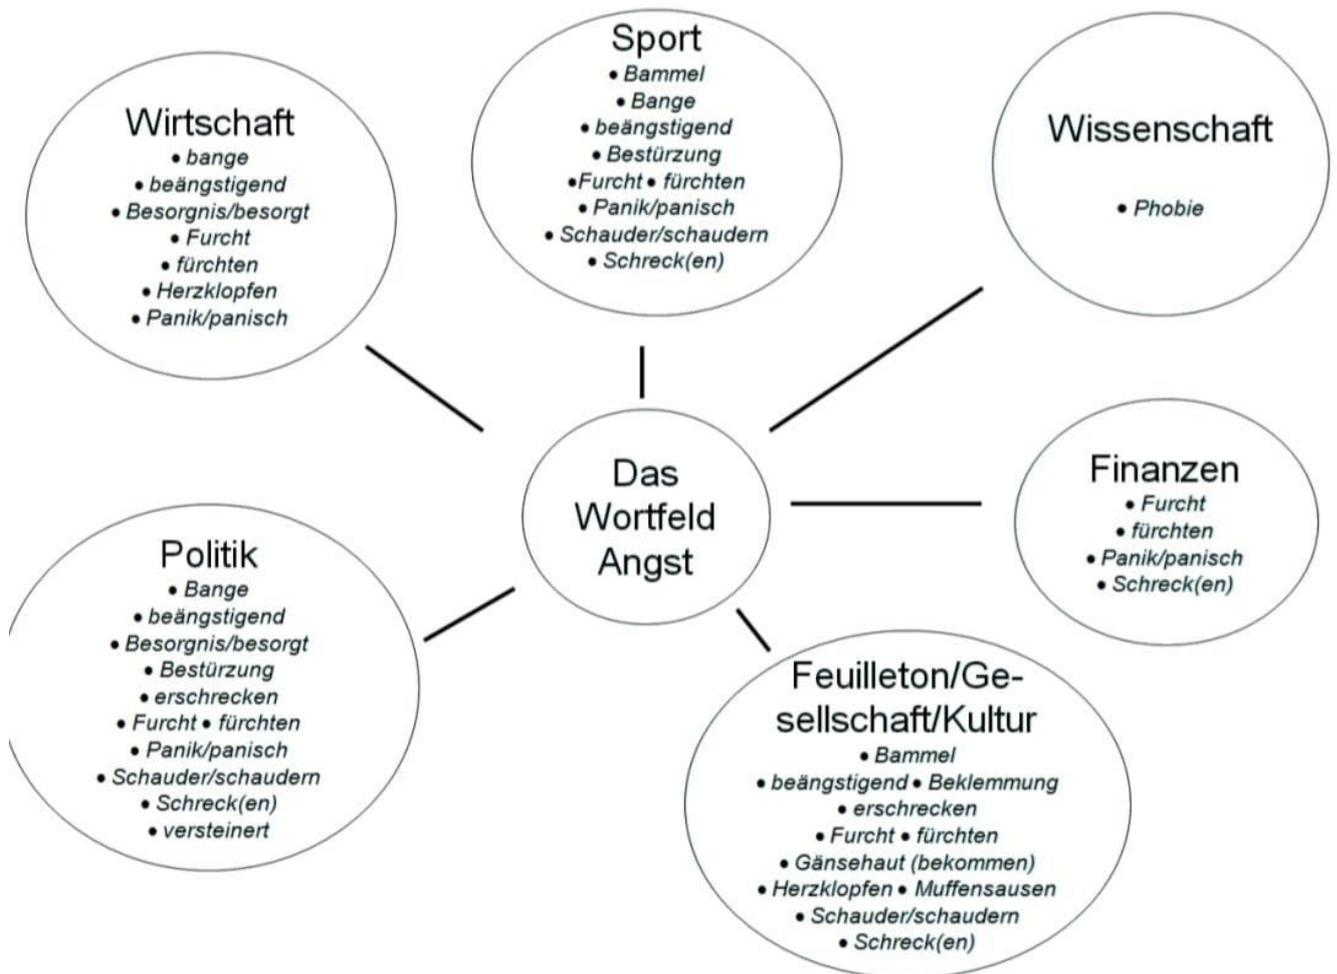 Sport
• Bammel
• Bange
• beängstigend
• Bestürzung
•Furcht • fürchten
• Panik/panisch
• Schauder/schaudern
• Schreck(en)
Wirtschaft
• bange
• beängstigend
• Besorgnis/besorgt
• Furcht
• fürchten
• Herzklopfen
• Panik/panisch
Wissenschaft
• Phobie
Das
Wortfeld
Angst
Finanzen
• Furcht
• fürchten
• Panik/panisch
• Schreck(en)
Politik
• Bange
• beängstigend
• Besorgnis/besorgt
• Bestürzung
• erschrecken
• Furcht • fürchten
• Panik/panisch
• Schauder/schaudern
• Schreck(en)
• versteinert
Feuilleton/Ge-
sellschaft/Kultur
• Bammel
• beängstigend • Beklemmung
• erschrecken
• Furcht • fürchten
• Gänsehaut (bekommen)
• Herzklopfen • Muffensausen
• Schauder/schaudern
• Schreck(en)